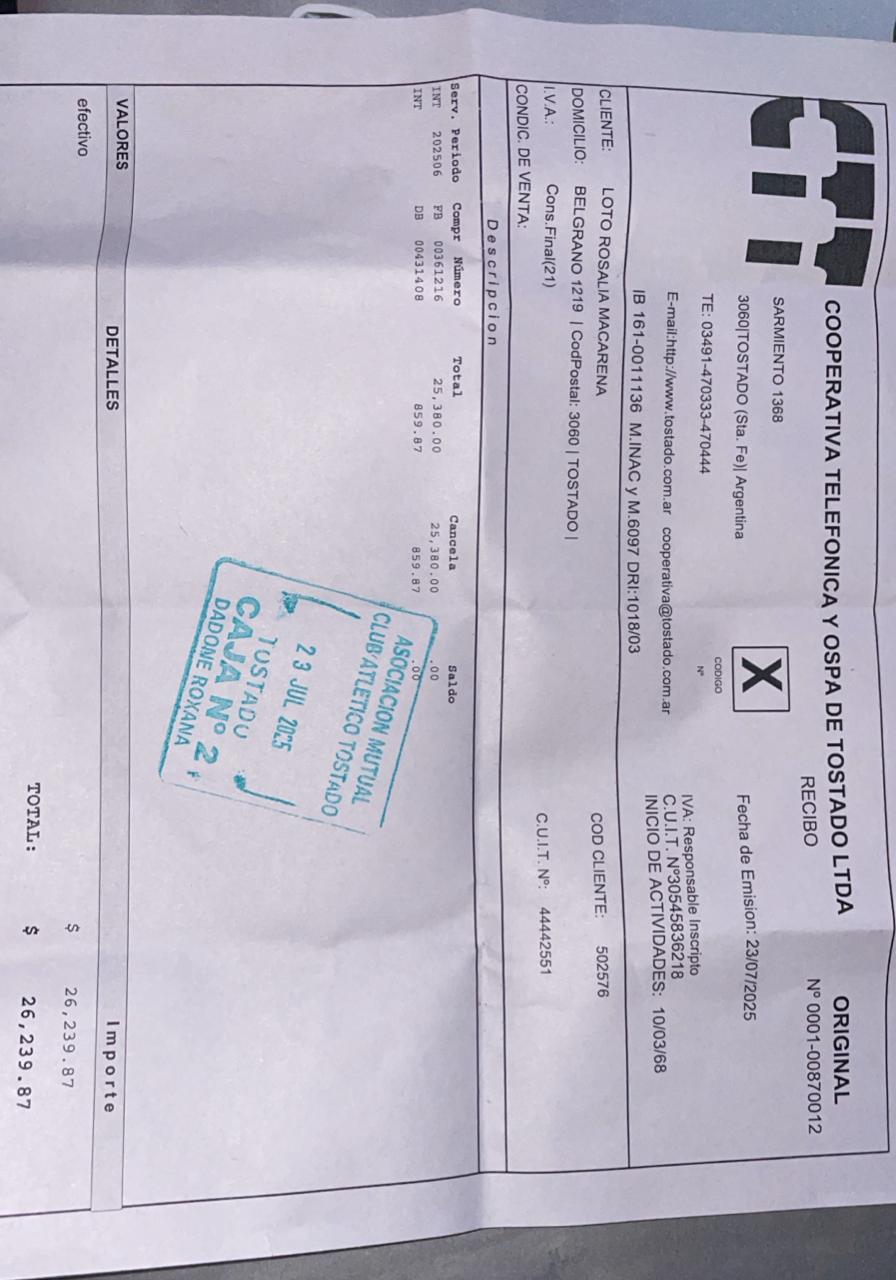 COOPERATIVA TELEFONICA Y OSPA DE TOSTADO LTDA ORIGINAL
RECIBO Nº 0001-00870012
SARMIENTO 1368
3060|TOSTADO (Sta. Fe)| Argentina
TE: 03491-470333-470444
E-mail:http://www.tostado.com.ar cooperativa@tostado.com.ar
IB 161-0011136 M.INAC y M.6097 DRI:1018/03
X
CODIGO
Nº
Fecha de Emision: 23/07/2025
IVA: Responsable Inscripto
C.U.I.T. Nº30545836218
INICIO DE ACTIVIDADES: 10/03/68
CLIENTE: LOTO ROSALIA MACARENA COD CLIENTE: 502576
DOMICILIO: BELGRANO 1219 | CodPostal: 3060 | TOSTADO |
I.V.A.: Cons.Final(21) C.U.I.T. Nº: 44442551
CONDIC. DE VENTA:
Descripcion
Serv. Periodo Compr Número Total Cancela Saldo
INT 202506 FB 00361216 25,380.00 25,380.00 .00
INT DB 00431408 859.87 859.87 .00
ASOCIACION MUTUAL
CLUB ATLETICO TOSTADO
23 JUL 2025
TOSTADO
CAJA Nº 2
DADONE ROXANA
VALORES DETALLES Importe
efectivo $ 26,239.87
TOTAL: $ 26,239.87